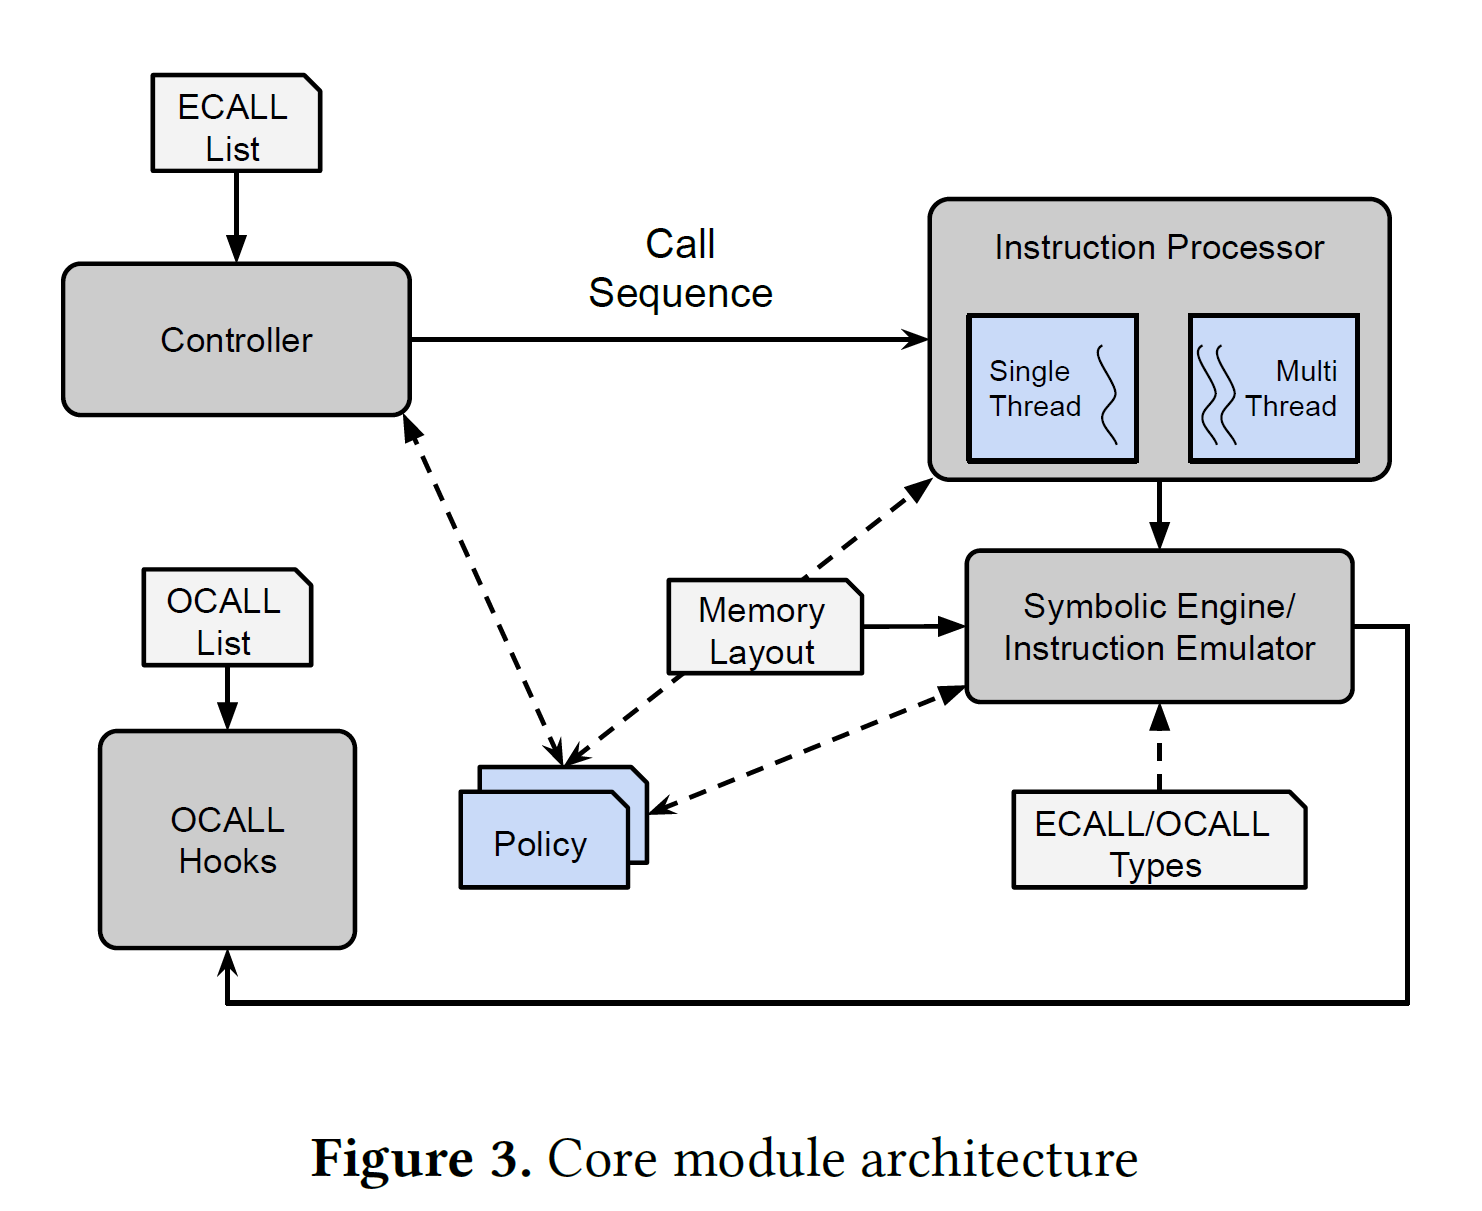 ECALL
List
Controller
Call
Sequence
Instruction Processor
Single
Thread
Multi
Thread
OCALL
List
Memory
Layout
Symbolic Engine/
Instruction Emulator
OCALL
Hooks
Policy
ECALL/OCALL
Types
Figure 3. Core module architecture